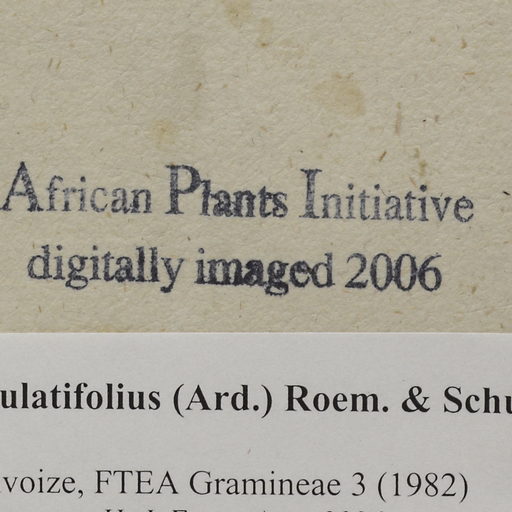 African Plants Initiative
digitally imaged 2006
ulatifolius (Ard.) Roem. & Schu
voize, FTEA Gramineae 3 (1982)